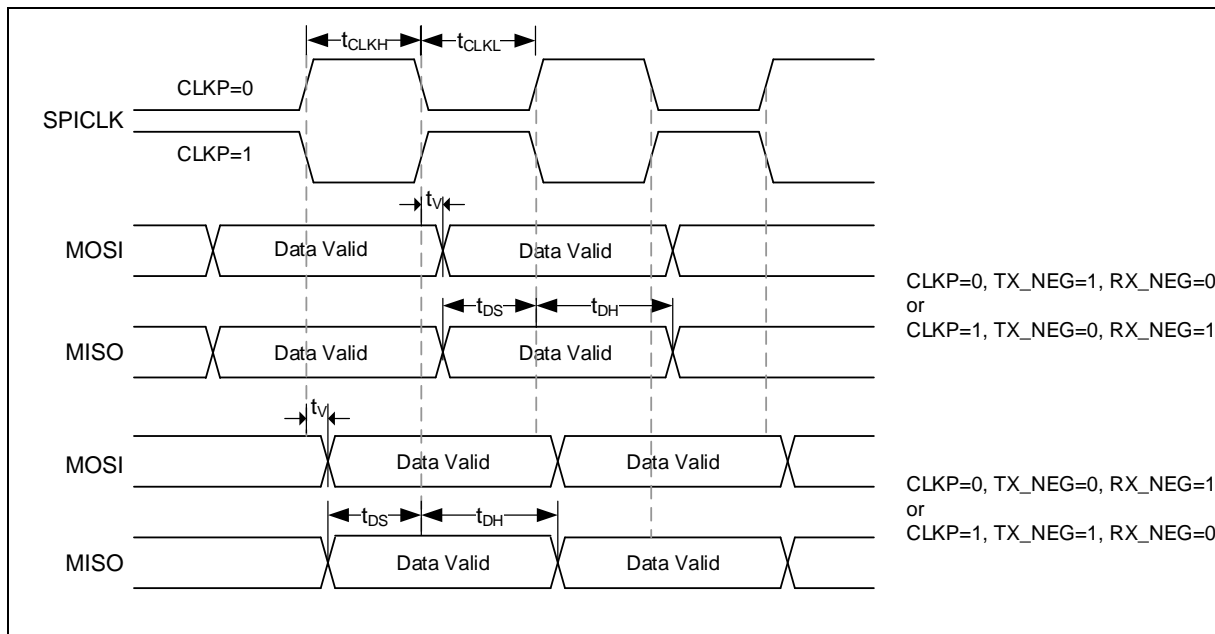 tCLKH tCLKL
CLKP=0
SPICLK
CLKP=1
tV
MOSI Data Valid Data Valid
tDS tDH
MISO Data Valid Data Valid
CLKP=0, TX_NEG=1, RX_NEG=0
or
CLKP=1, TX_NEG=0, RX_NEG=1
tV
MOSI Data Valid Data Valid
tDS tDH
MISO Data Valid Data Valid
CLKP=0, TX_NEG=0, RX_NEG=1
or
CLKP=1, TX_NEG=1, RX_NEG=0